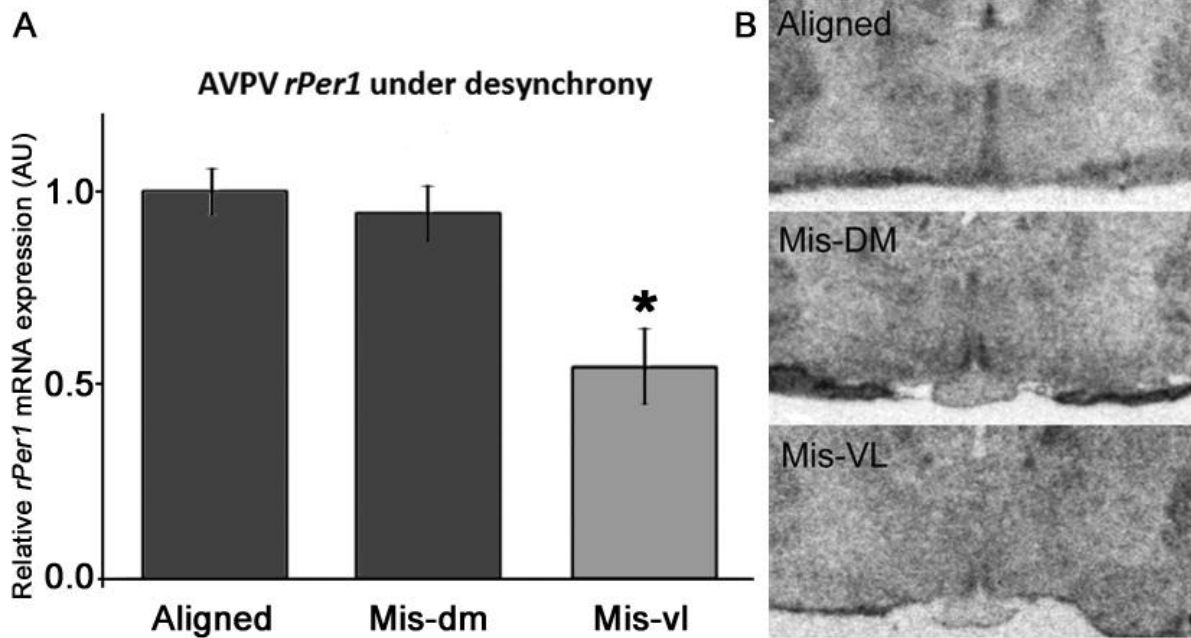 A
AVPV rPer1 under desynchrony
Relative rPer1 mRNA expression (AU)
1.0
0.5
0.0
*
Aligned Mis-dm Mis-vl
B
Aligned
Mis-DM
Mis-VL